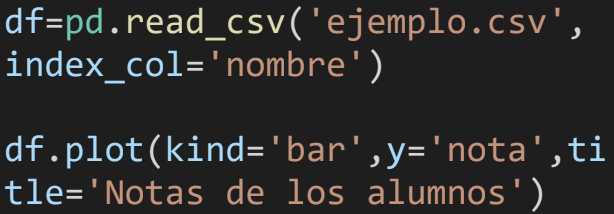 df=pd.read_csv('ejemplo.csv',
index_col='nombre')
df.plot(kind='bar',y='nota',ti
tle='Notas de los alumnos')